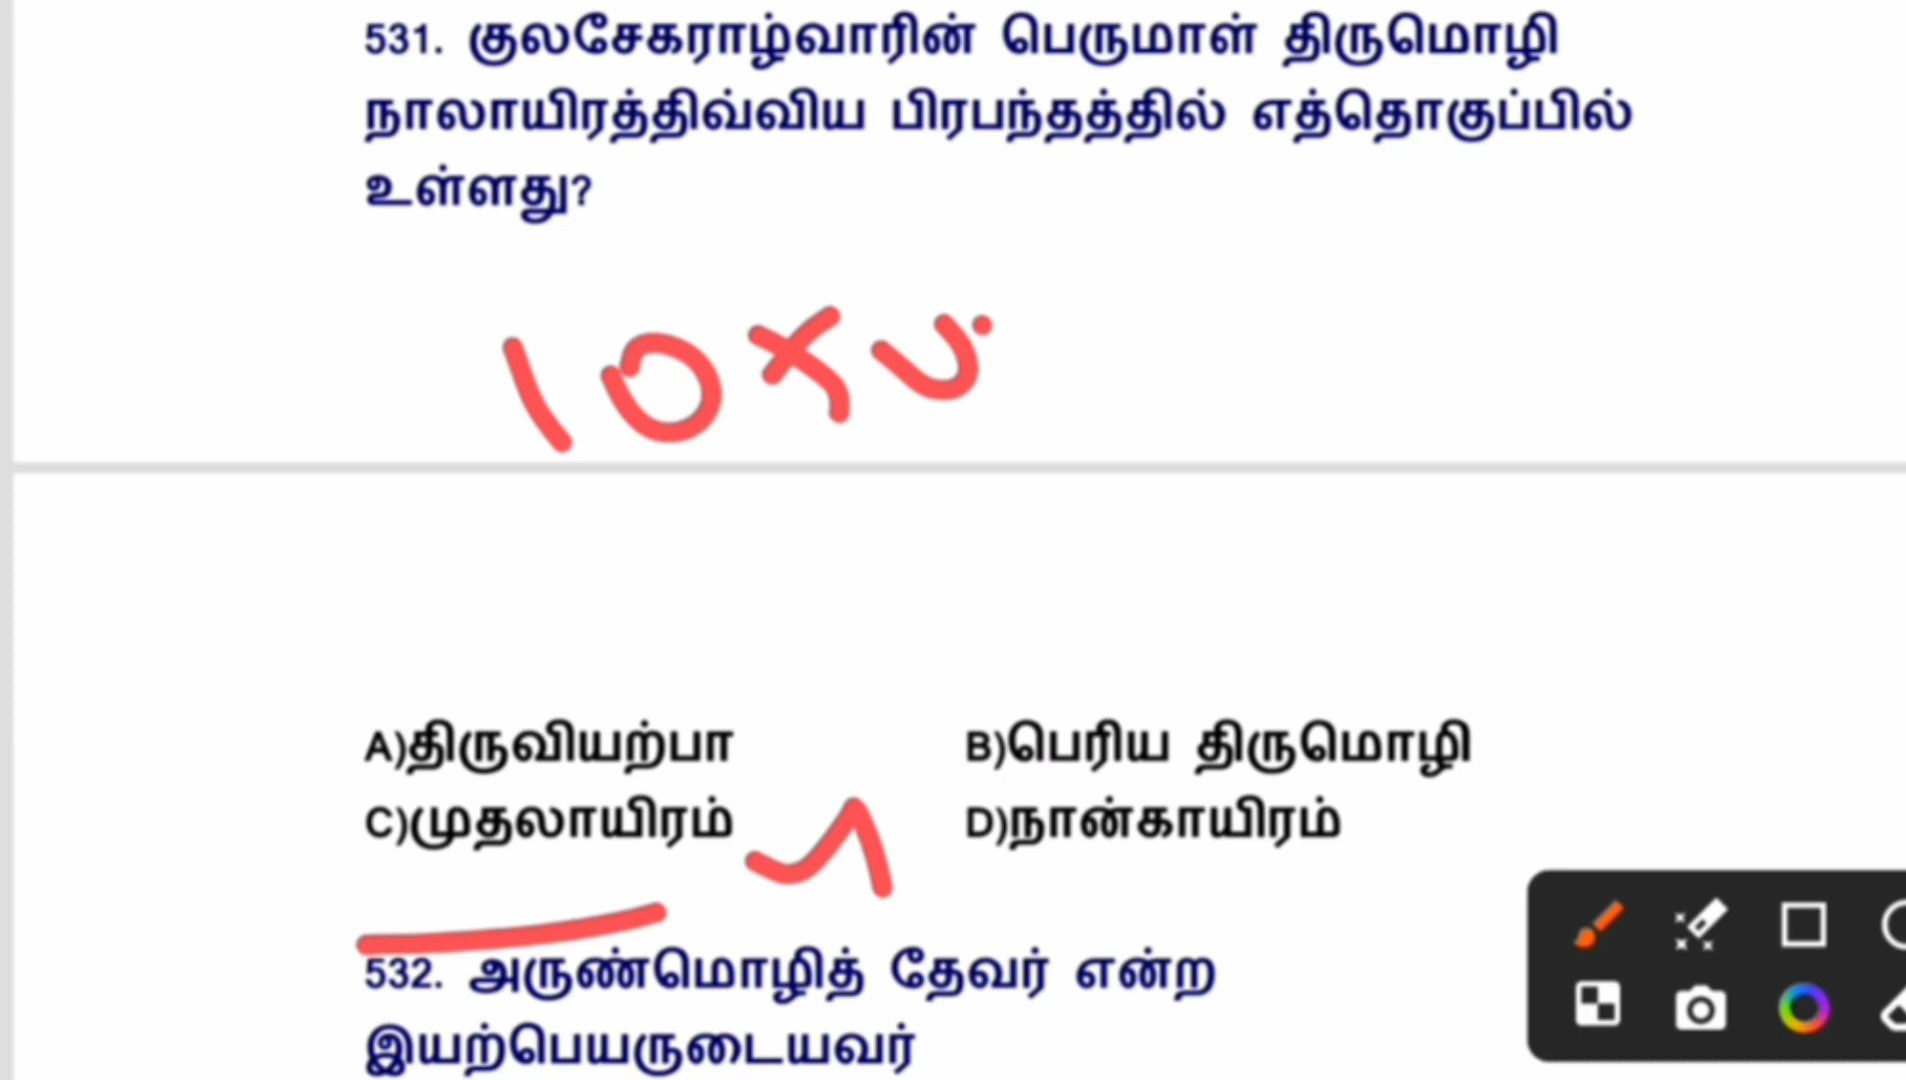 531. குலசேகராழ்வாரின் பெருமாள் திருமொழி
நாலாயிரத்திவ்விய பிரபந்தத்தில் எத்தொகுப்பில்
உள்ளது?
A)திருவியற்பா B)பெரிய திருமொழி
C)முதலாயிரம் D)நான்காயிரம்
532. அருண்மொழித் தேவர் என்ற
இயற்பெயருடையவர்